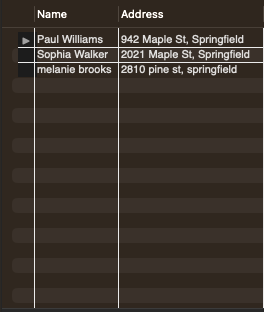 Name Address
Paul Williams 942 Maple St, Springfield
Sophia Walker 2021 Maple St, Springfield
melanie brooks 2810 pine st, springfield